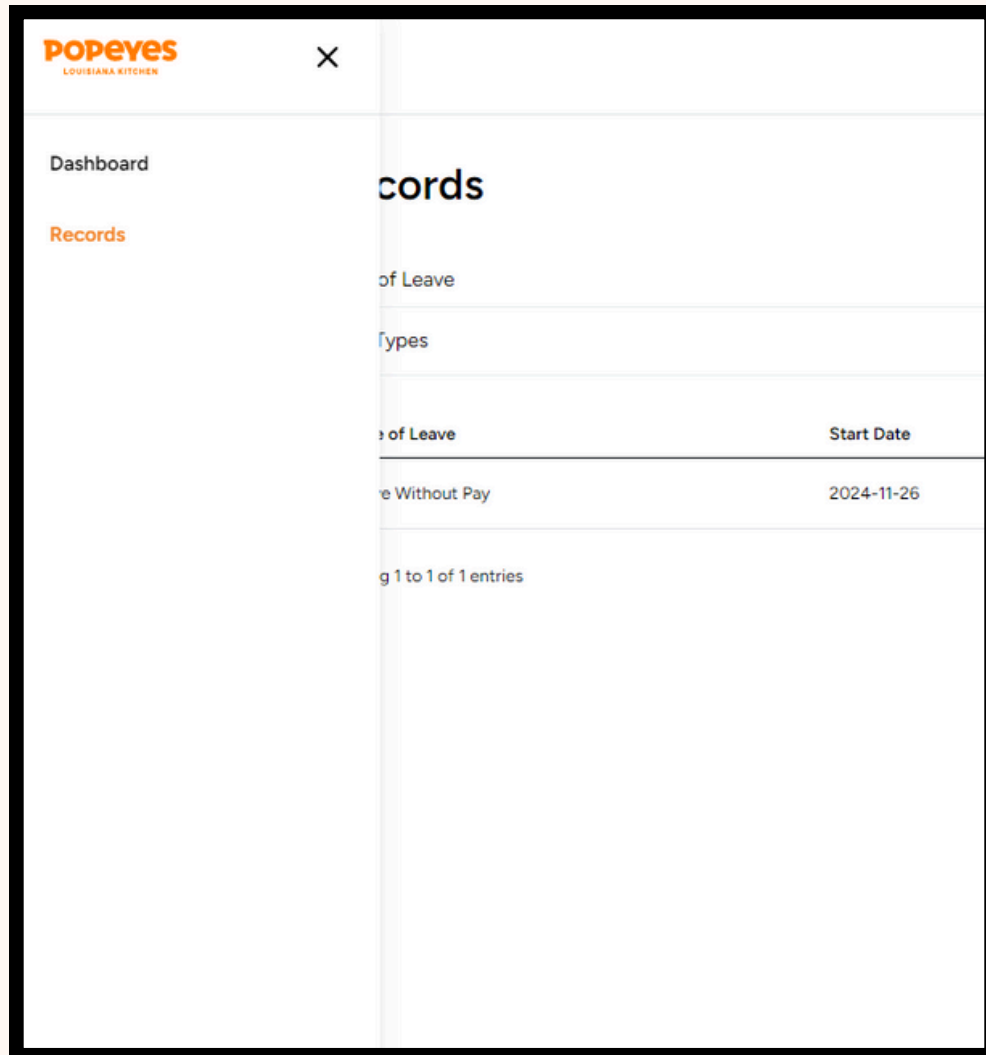 POPEYES
LOUISIANA KITCHEN
Dashboard
Records
cords
of Leave
Types
e of Leave Start Date
e Without Pay 2024-11-26
g 1 to 1 of 1 entries